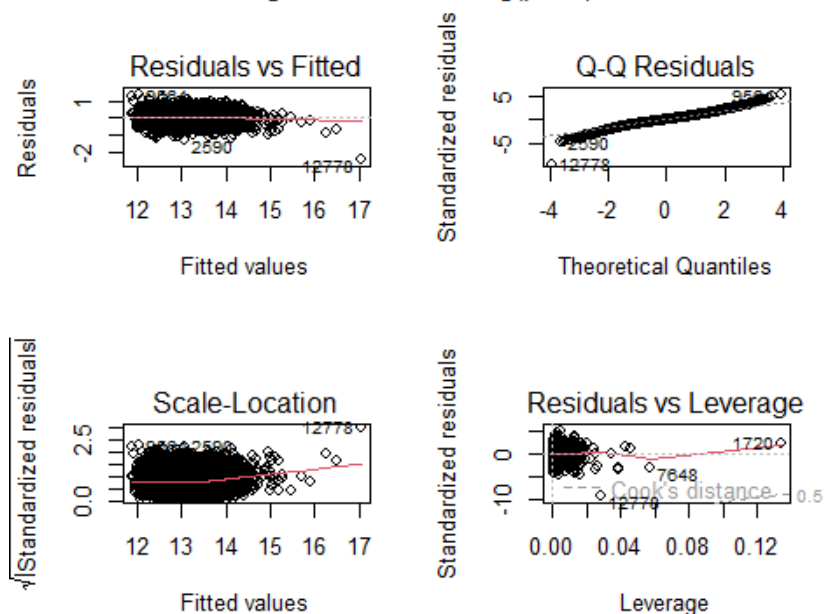 Residuals vs Fitted
Residuals
1
-2
2590
12778
12 13 14 15 16 17
Fitted values
Q-Q Residuals
Standardized residuals
5
-5
2590
12778
-4 -2 0 2 4
Theoretical Quantiles
Scale-Location
√|Standardized residuals|
2.5
0.0
12778
12 13 14 15 16 17
Fitted values
Residuals vs Leverage
Standardized residuals
0
-10
1720
7648
12778
Cook's distance
0.5
0.00 0.04 0.08 0.12
Leverage